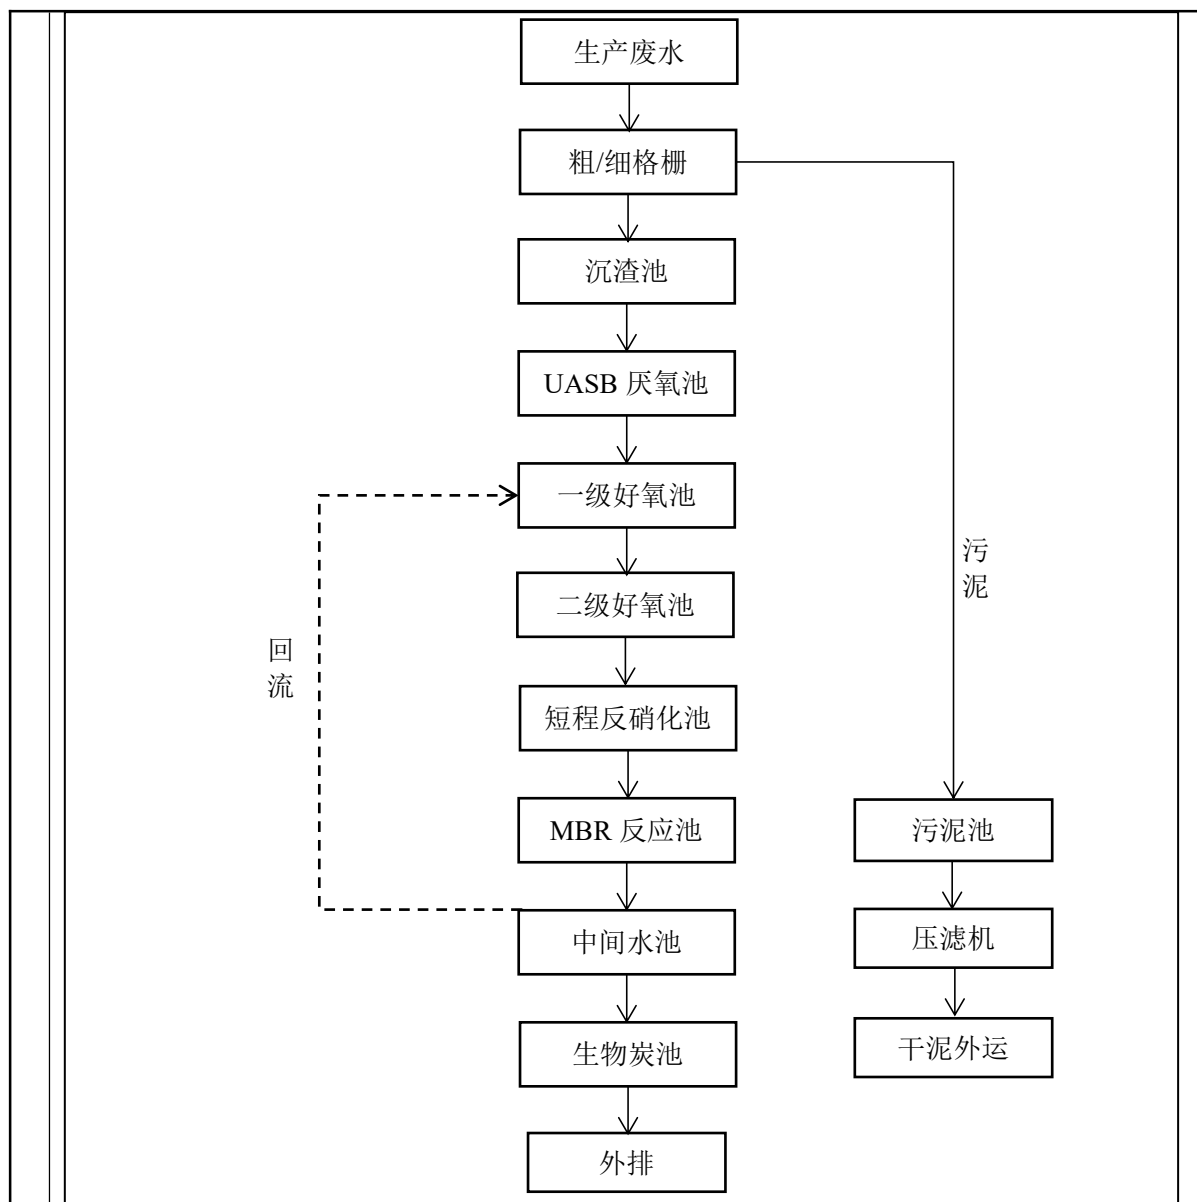 生产废水
粗/细格栅
沉渣池
UASB 厌氧池
一级好氧池
污
泥
二级好氧池
回
流
短程反硝化池
MBR 反应池
污泥池
中间水池
压滤机
生物炭池
干泥外运
外排